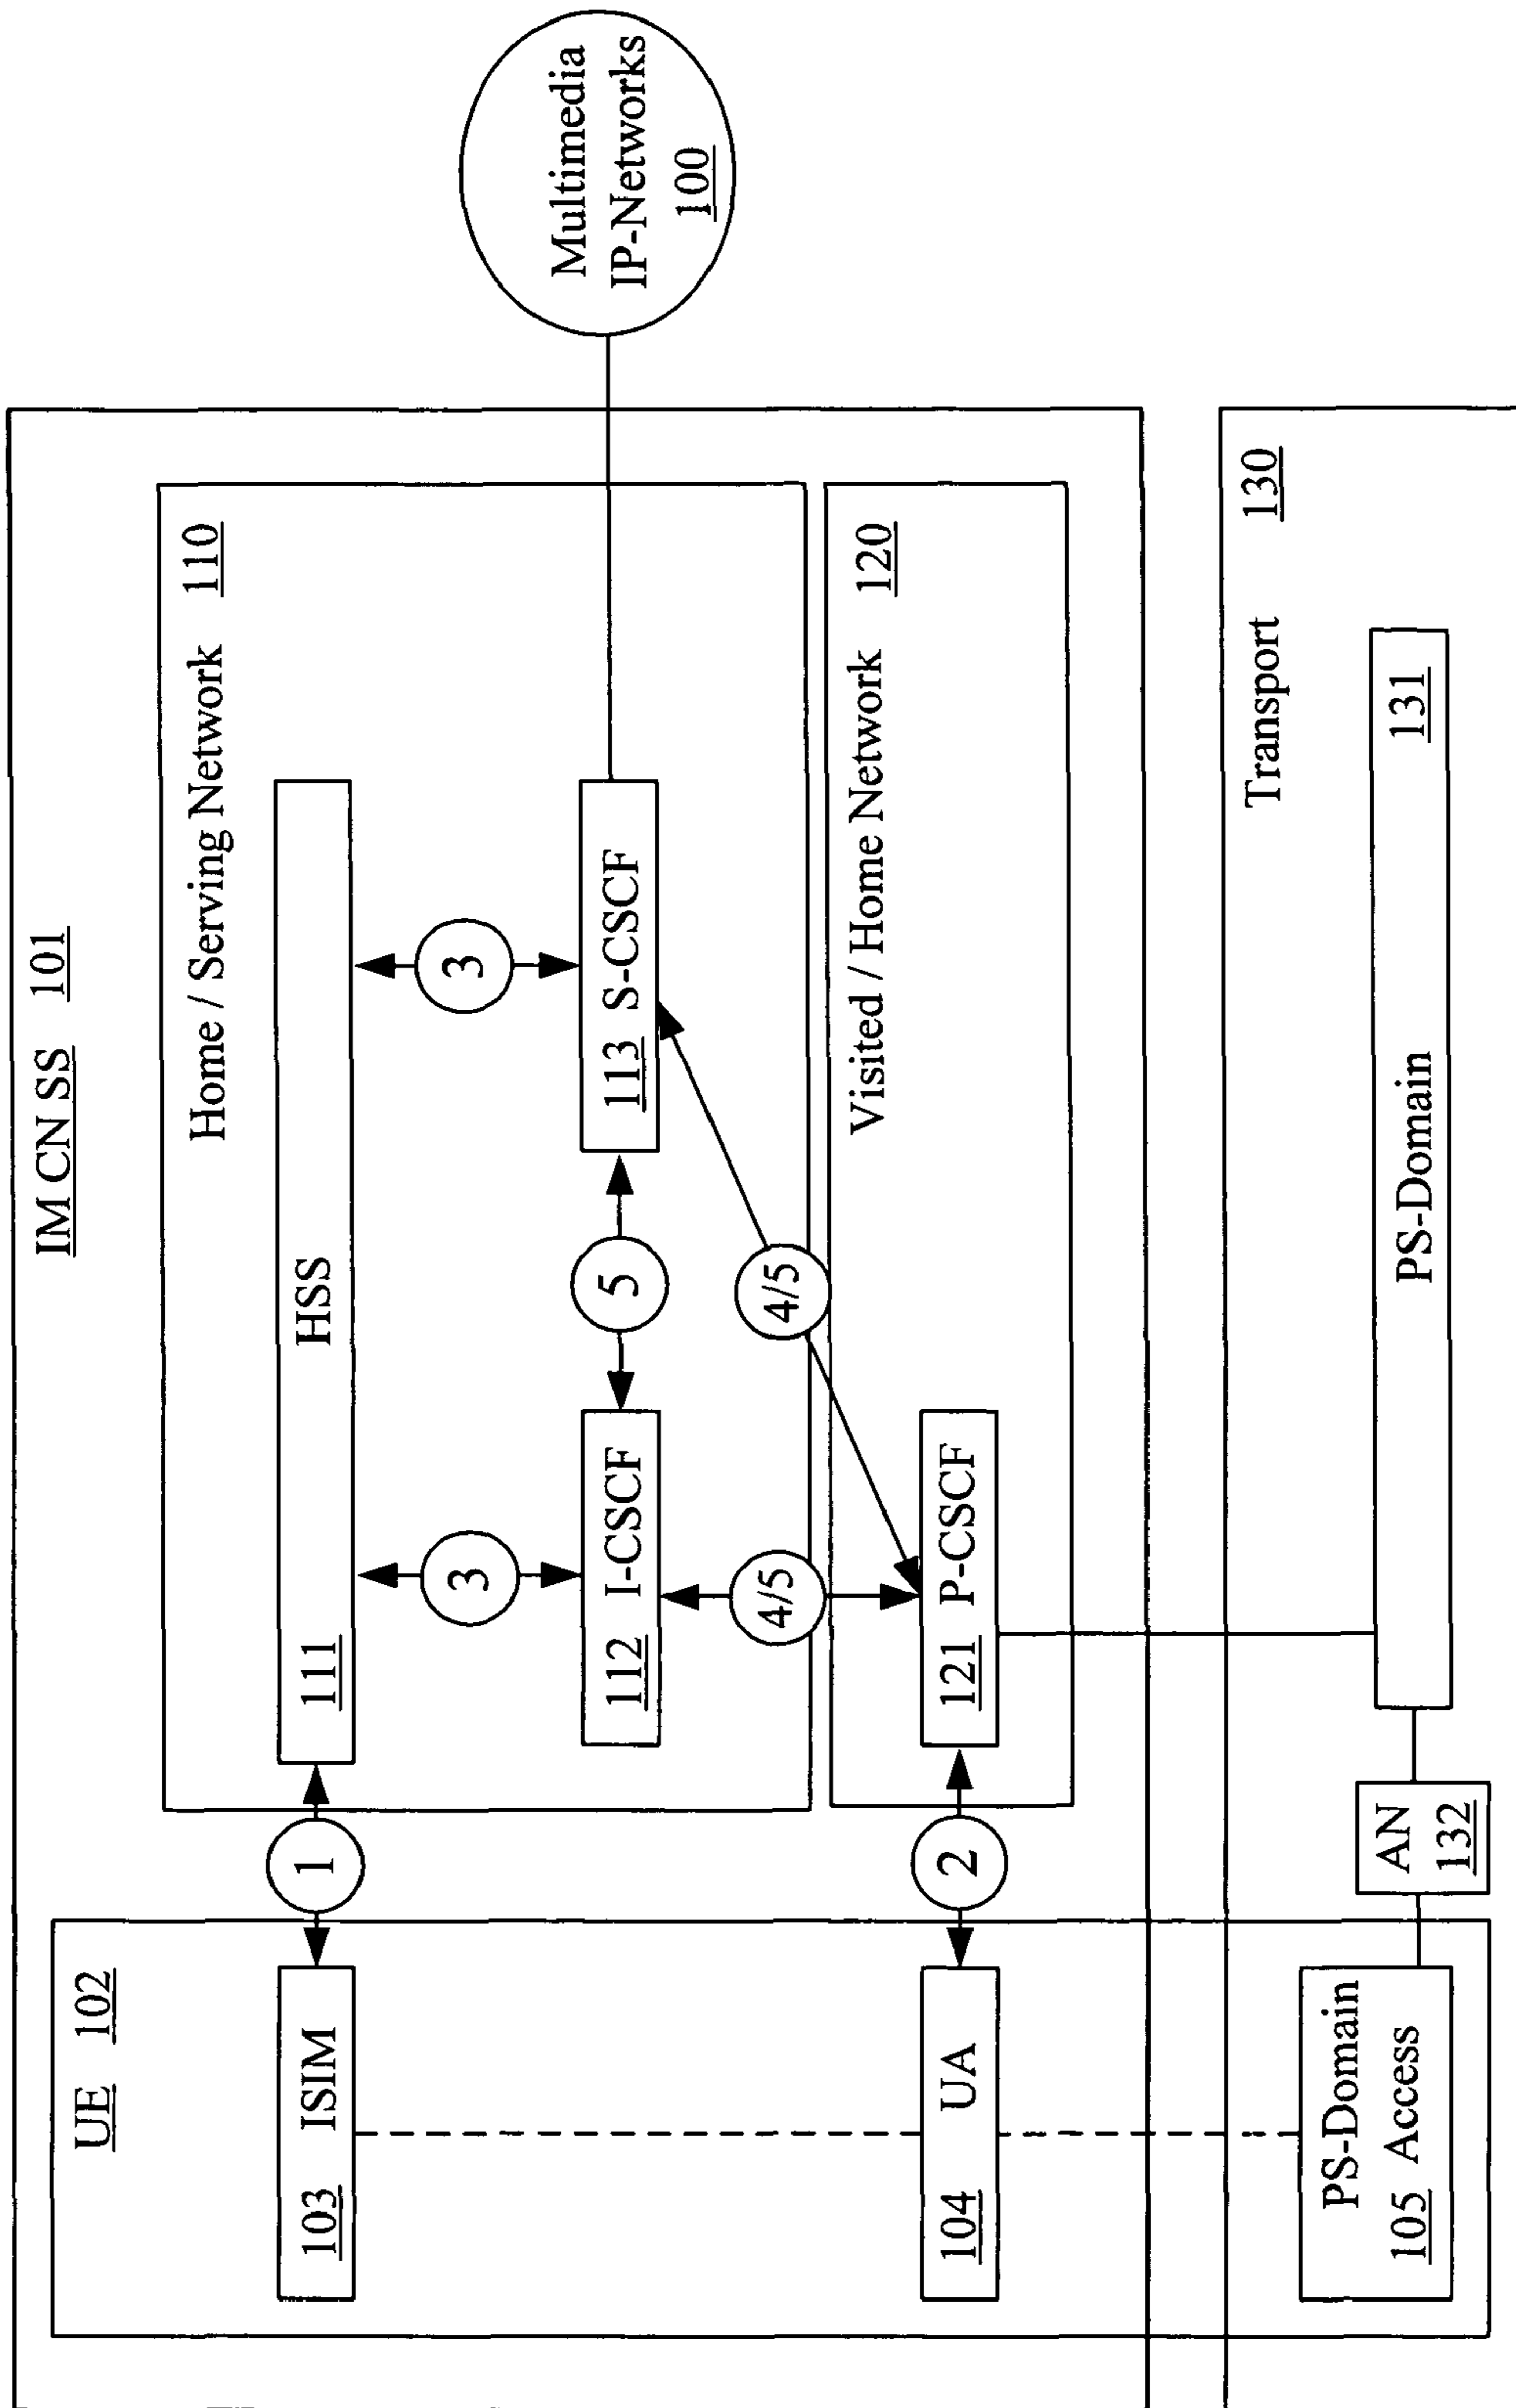 IM CN SS 101
UE 102
103 ISIM
104 UA
PS-Domain
105 Access
1
2
Home / Serving Network 110
111 HSS
3
3
112 I-CSCF
5
113 S-CSCF
4/5
4/5
Visited / Home Network 120
121 P-CSCF
Transport 130
AN
132
PS-Domain 131
Multimedia
IP-Networks
100